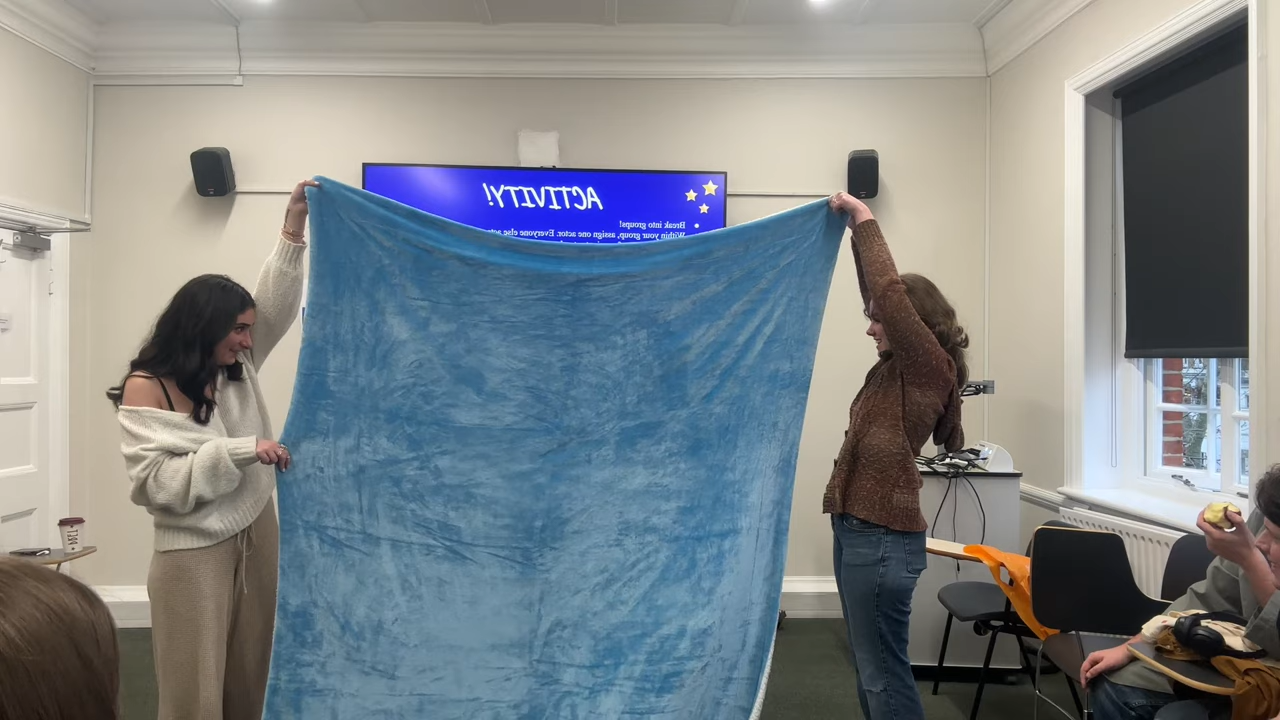 ACTIVITY!
• Break into groups!
Within your group, assign one actor. Everyone else